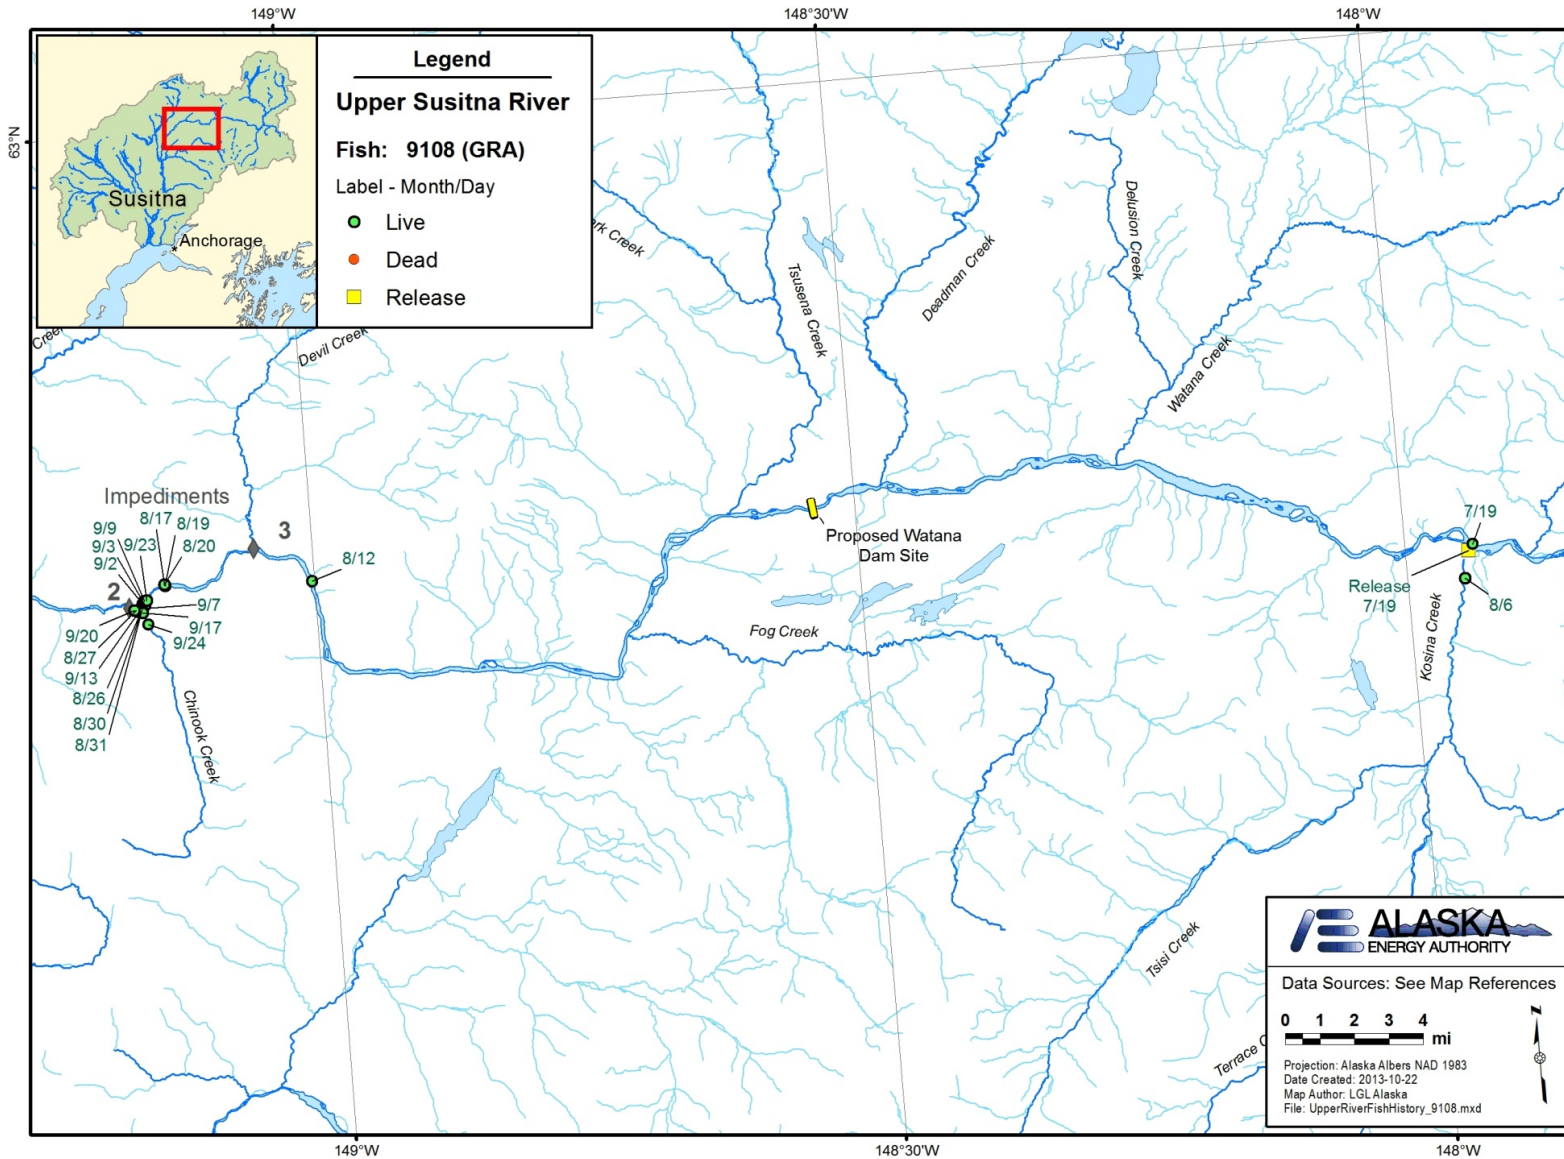 149°W
148°30'W
148°W
63°N
Susitna
Anchorage
Legend
Upper Susitna River
Fish: 9108 (GRA)
Label - Month/Day
Live
Dead
Release
Creek
Devil Creek
Creek
Tsusena Creek
Deadman Creek
Delusion Creek
Watana Creek
Impediments
9/9
8/17
8/19
9/3
9/23
8/20
9/2
3
8/12
2
9/7
9/17
9/20
9/24
8/27
9/13
8/26
8/30
8/31
Chinook Creek
Proposed Watana
Dam Site
Fog Creek
7/19
Release
7/19
8/6
Kosina Creek
Tsisi Creek
Terrace
ALASKA
ENERGY AUTHORITY
Data Sources: See Map References
0 1 2 3 4
mi
N
Projection: Alaska Albers NAD 1983
Date Created: 2013-10-22
Map Author: LGL Alaska
File: UpperRiverFishHistory_9108.mxd
149°W
148°30'W
148°W